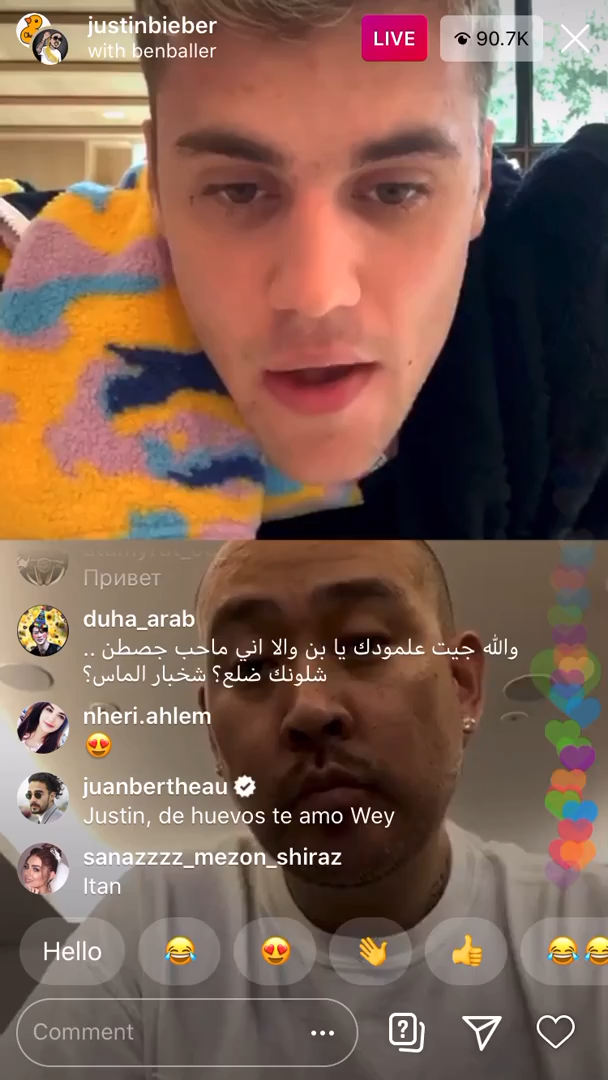 justinbieber
with benballer
LIVE
90.7K
Привет
duha_arab
والله جيت علمودك يا بن والا اني ماحب جصطن ..
شلونك ضلع؟ شخبار الماس؟
nheri.ahlem
😍
juanbertheau
Justin, de huevos te amo Wey
sanazzzz_mezon_shiraz
Itan
Hello 😂 😍 👋 👍 😂😂
Comment